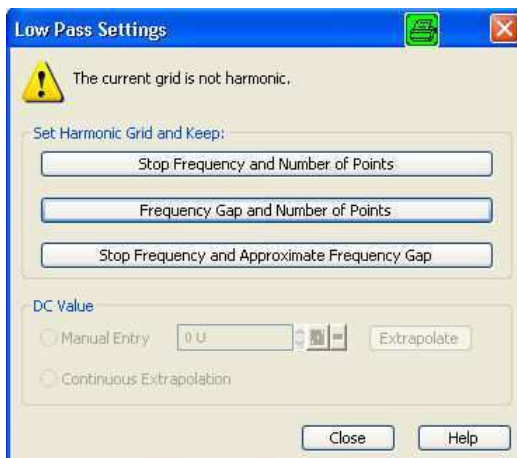 Low Pass Settings
The current grid is not harmonic.
Set Harmonic Grid and Keep:
Stop Frequency and Number of Points
Frequency Gap and Number of Points
Stop Frequency and Approximate Frequency Gap
DC Value
Manual Entry 0 U Extrapolate
Continuous Extrapolation
Close Help